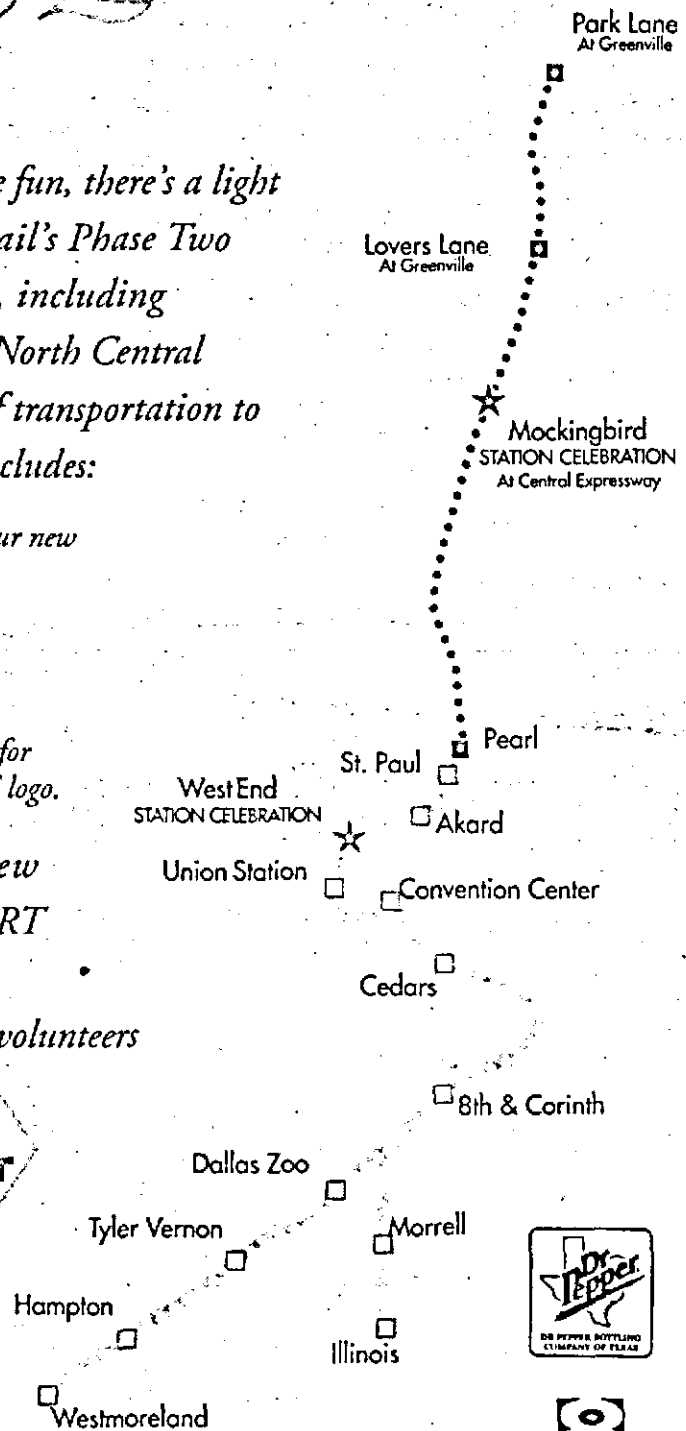 e fun, there's a light
ail's Phase Two
, including
North Central
f transportation to
cludes:
ur new
for
logo.
ew
RT
volunteers
r
Park Lane
At Greenville
Lovers Lane
At Greenville
Mockingbird
STATION CELEBRATION
At Central Expressway
Pearl
St. Paul
Akard
West End
STATION CELEBRATION
Union Station
Convention Center
Cedars
8th & Corinth
Dallas Zoo
Tyler Vernon
Morrell
Hampton
Illinois
Westmoreland
Dr Pepper
DR PEPPER BOTTLING
COMPANY OF TEXAS